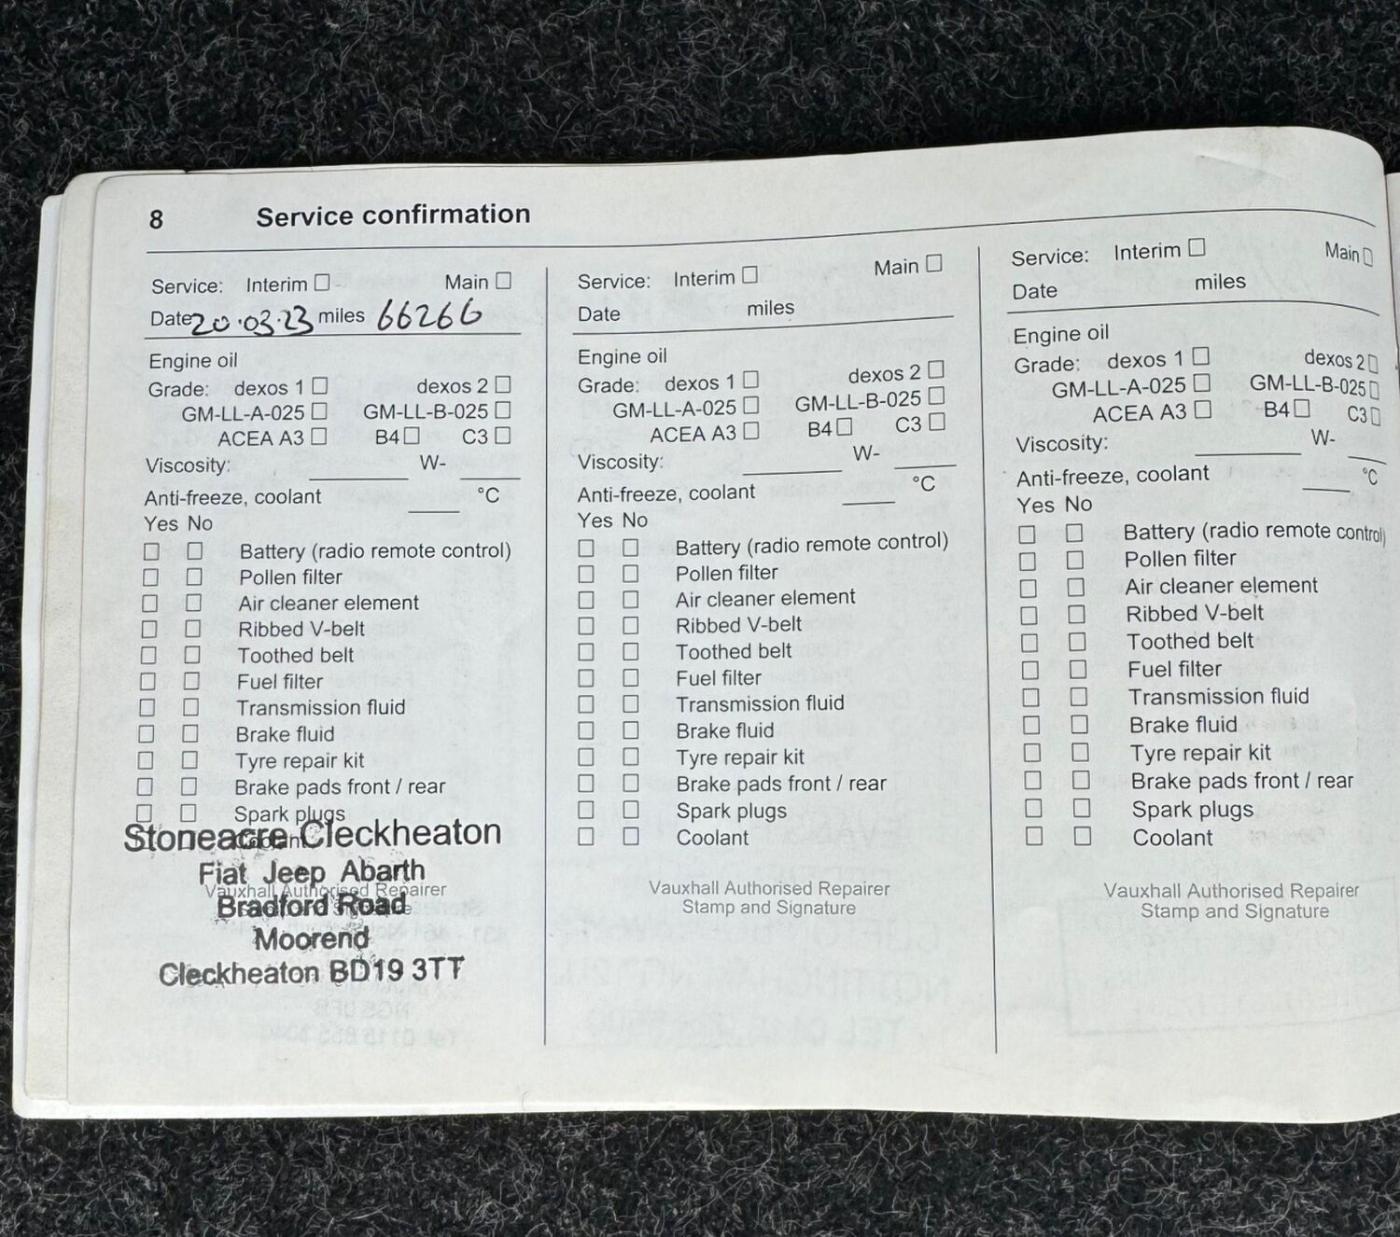 8 Service confirmation
Service: Interim ☐ Main ☐
Date 20.03.23 miles 66266
Engine oil
Grade: dexos 1 ☐ dexos 2 ☐
GM-LL-A-025 ☐ GM-LL-B-025 ☐
ACEA A3 ☐ B4 ☐ C3 ☐
Viscosity: ______ W- ______
Anti-freeze, coolant ______ °C
Yes No
☐ ☐ Battery (radio remote control)
☐ ☐ Pollen filter
☐ ☐ Air cleaner element
☐ ☐ Ribbed V-belt
☐ ☐ Toothed belt
☐ ☐ Fuel filter
☐ ☐ Transmission fluid
☐ ☐ Brake fluid
☐ ☐ Tyre repair kit
☐ ☐ Brake pads front / rear
☐ ☐ Spark plugs
Coolant
Stoneacre Cleckheaton
Fiat Jeep Abarth
Vauxhall Authorised Repairer
Bradford Road
Moorend
Cleckheaton BD19 3TT
Service: Interim ☐ Main ☐
Date miles
Engine oil
Grade: dexos 1 ☐ dexos 2 ☐
GM-LL-A-025 ☐ GM-LL-B-025 ☐
ACEA A3 ☐ B4 ☐ C3 ☐
Viscosity: ______ W- ______
Anti-freeze, coolant ______ °C
Yes No
☐ ☐ Battery (radio remote control)
☐ ☐ Pollen filter
☐ ☐ Air cleaner element
☐ ☐ Ribbed V-belt
☐ ☐ Toothed belt
☐ ☐ Fuel filter
☐ ☐ Transmission fluid
☐ ☐ Brake fluid
☐ ☐ Tyre repair kit
☐ ☐ Brake pads front / rear
☐ ☐ Spark plugs
☐ ☐ Coolant
Vauxhall Authorised Repairer
Stamp and Signature
Service: Interim ☐ Main ☐
Date miles
Engine oil
Grade: dexos 1 ☐ dexos 2 ☐
GM-LL-A-025 ☐ GM-LL-B-025 ☐
ACEA A3 ☐ B4 ☐ C3 ☐
Viscosity: ______ W- ______
Anti-freeze, coolant ______ °C
Yes No
☐ ☐ Battery (radio remote control)
☐ ☐ Pollen filter
☐ ☐ Air cleaner element
☐ ☐ Ribbed V-belt
☐ ☐ Toothed belt
☐ ☐ Fuel filter
☐ ☐ Transmission fluid
☐ ☐ Brake fluid
☐ ☐ Tyre repair kit
☐ ☐ Brake pads front / rear
☐ ☐ Spark plugs
☐ ☐ Coolant
Vauxhall Authorised Repairer
Stamp and Signature